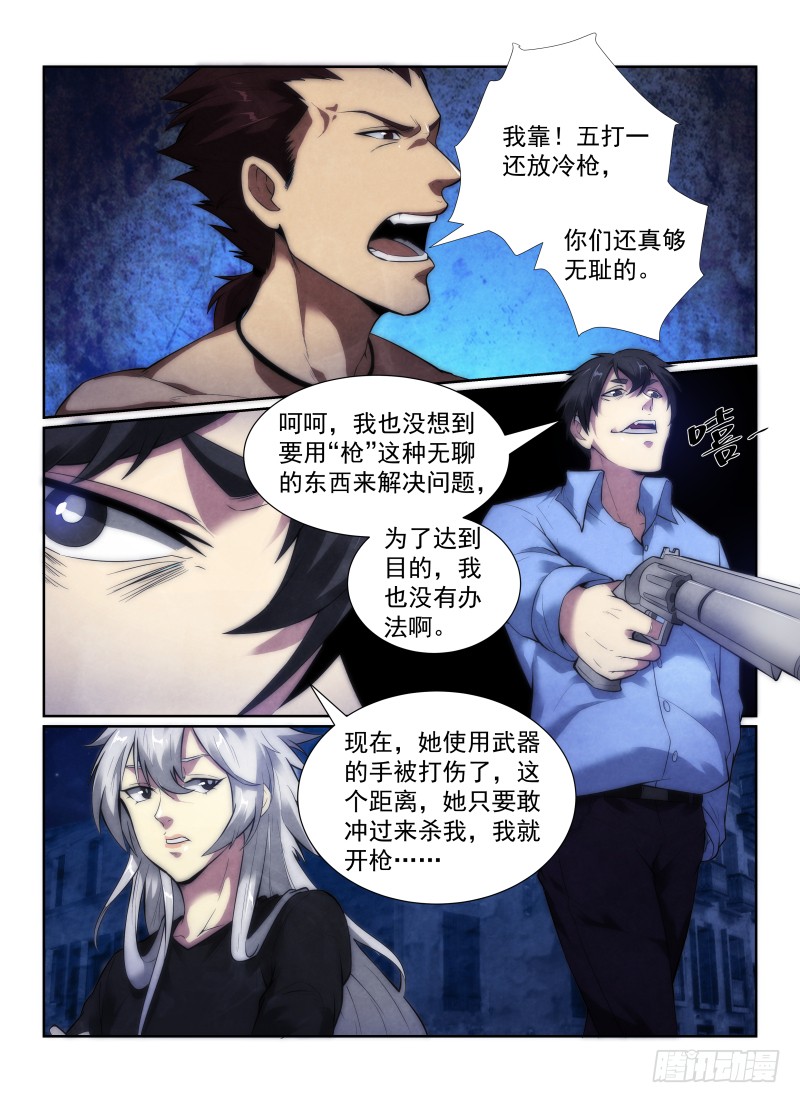 我靠！五打一
还放冷枪，
你们还真够
无耻的。
呵呵，我也没想到
要用“枪”这种无聊
的东西来解决问题，
嘻
为了达到
目的，我
也没有办
法啊。
现在，她使用武器
的手被打伤了，这
个距离，她只要敢
冲过来杀我，我就
开枪……
腾讯动漫